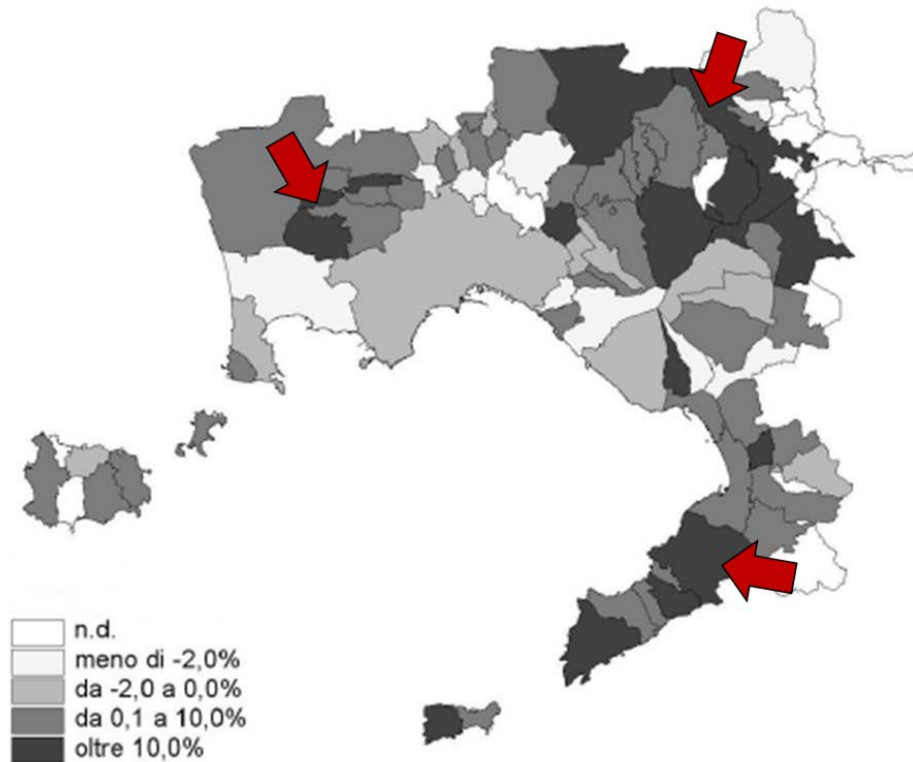 n.d.
meno di -2,0%
da -2,0 a 0,0%
da 0,1 a 10,0%
oltre 10,0%